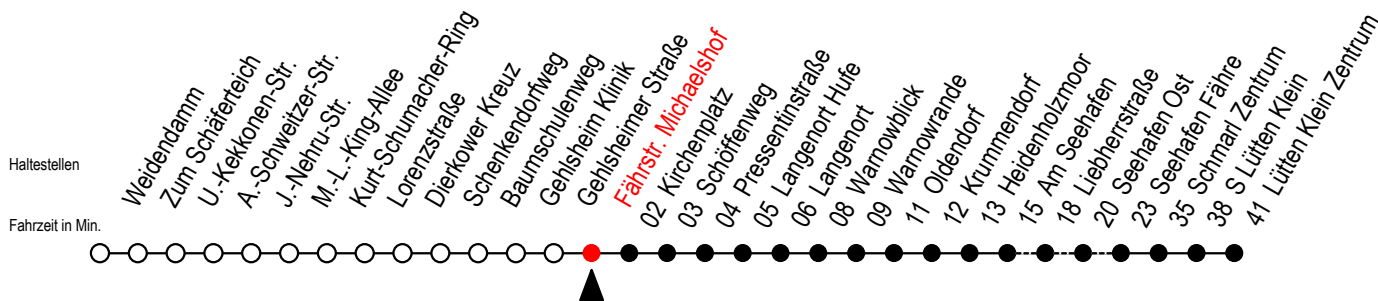 Haltestellen
Fahrzeit in Min.
Weidendamm
Zum Schäferteich
U.-Kekkonen-Str.
A.-Schweitzer-Str.
J.-Nehru-Str.
M.-L.-King-Allee
Kurt-Schumacher-Ring
Lorenzstraße
Dierkower Kreuz
Schenkendorfweg
Baumschulenweg
Gehlsheim Klinik
Gehlsheimer Straße
Fährstr. Michaelshof
02 Kirchenplatz
03 Schöffenweg
04 Pressentinstraße
05 Langenort Hufe
06 Langenort
08 Warnowblick
09 Warnowrande
11 Oldendorf
12 Krummendorf
13 Heidenholzmoor
15 Am Seehafen
18 Liebherrstraße
20 Seehafen Ost
23 Seehafen Fähre
35 Schmarl Zentrum
38 S Lütten Klein
41 Lütten Klein Zentrum